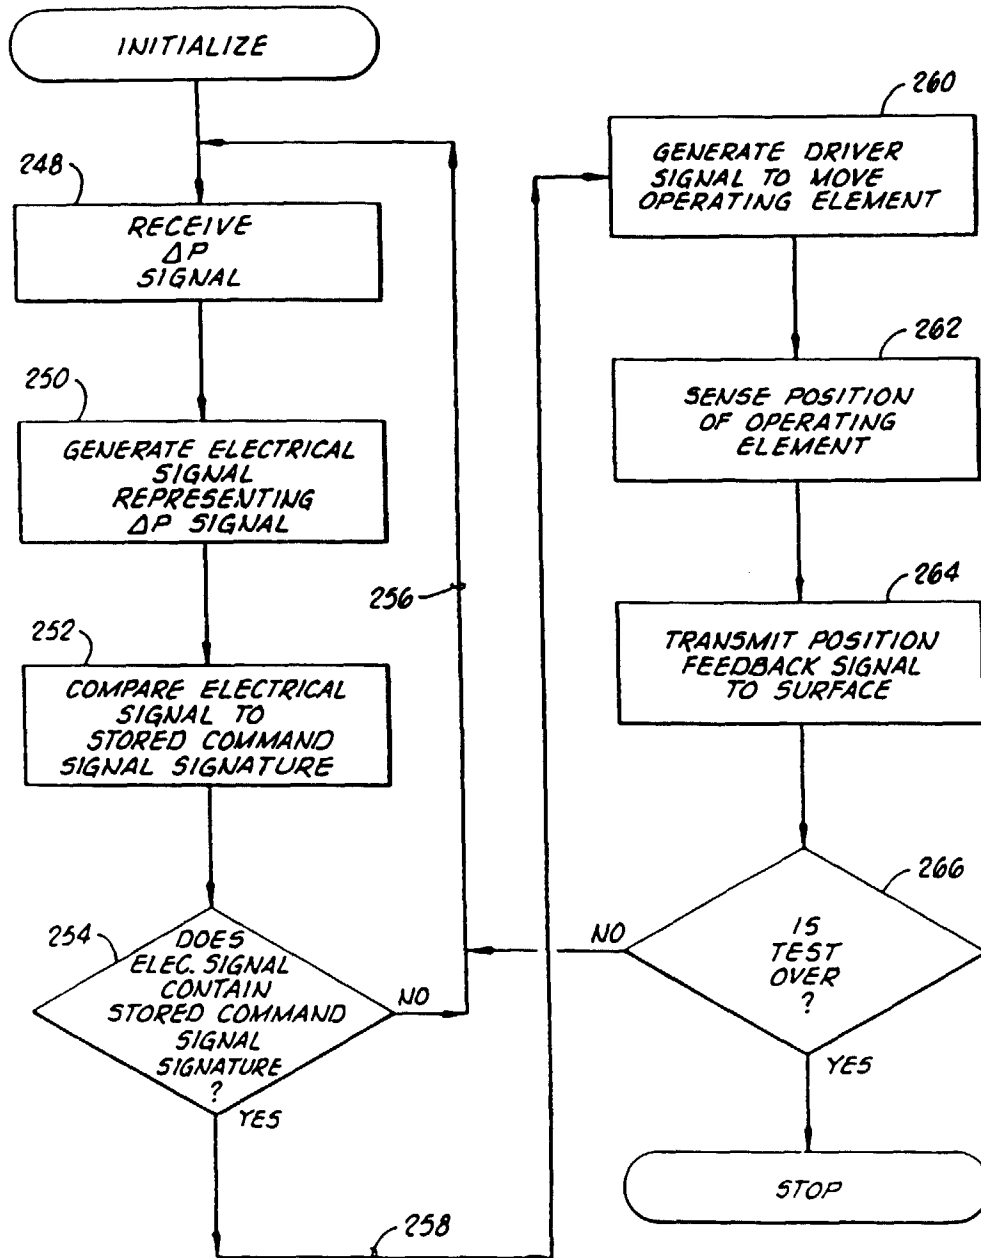 INITIALIZE
248
RECEIVE
ΔP
SIGNAL
250
GENERATE ELECTRICAL
SIGNAL
REPRESENTING
ΔP SIGNAL
252
COMPARE ELECTRICAL
SIGNAL TO
STORED COMMAND
SIGNAL SIGNATURE
254
DOES
ELEC. SIGNAL
CONTAIN
STORED COMMAND
SIGNAL
SIGNATURE
?
NO
YES
256
258
260
GENERATE DRIVER
SIGNAL TO MOVE
OPERATING ELEMENT
262
SENSE POSITION
OF OPERATING
ELEMENT
264
TRANSMIT POSITION
FEEDBACK SIGNAL
TO SURFACE
266
IS
TEST
OVER
?
NO
YES
STOP